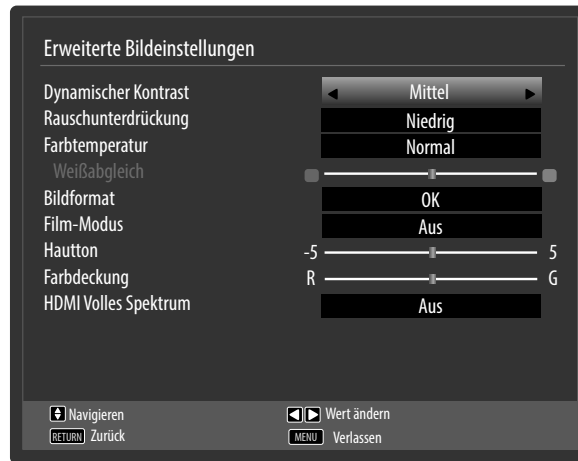 Erweiterte Bildeinstellungen
Dynamischer Kontrast Mittel
Rauschunterdrückung Niedrig
Farbtemperatur Normal
Weißabgleich
Bildformat OK
Film-Modus Aus
Hautton -5 5
Farbdeckung R G
HDMI Volles Spektrum Aus
Navigieren Wert ändern
RETURN Zurück MENU Verlassen